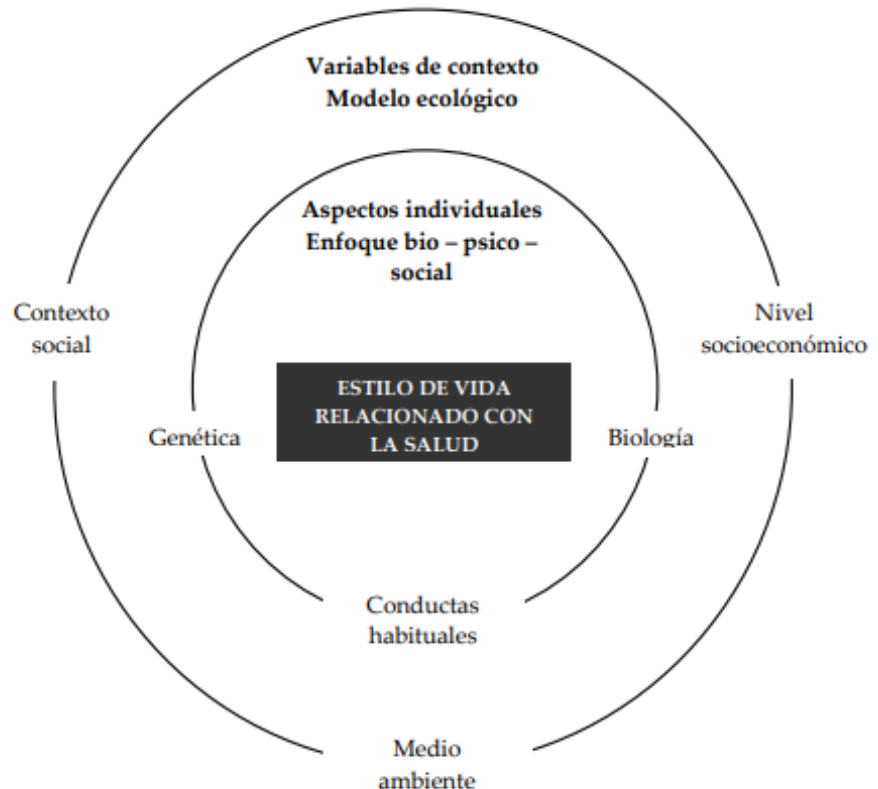 Variables de contexto
Modelo ecológico
Aspectos individuales
Enfoque bio – psico –
social
Contexto
social
Nivel
socioeconómico
ESTILO DE VIDA
RELACIONADO CON
LA SALUD
Genética
Biología
Conductas
habituales
Medio
ambiente